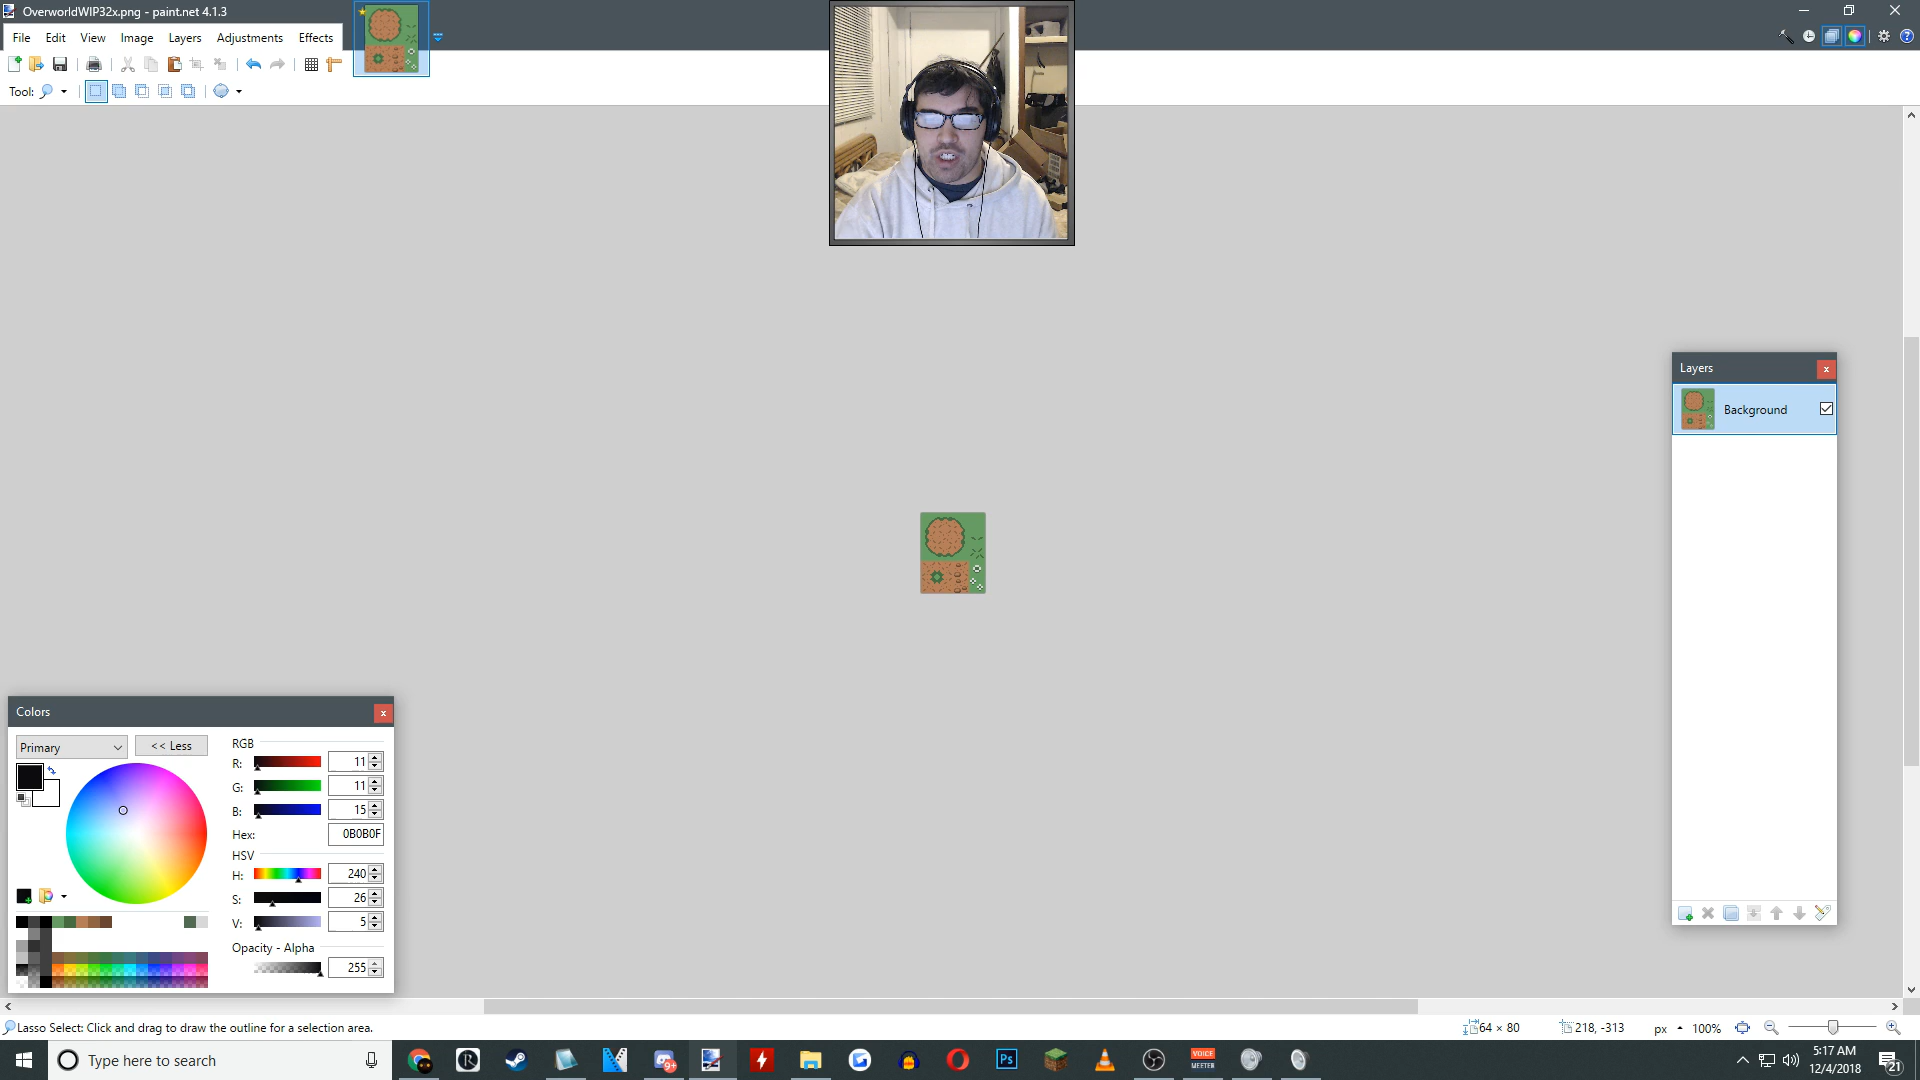 OverworldWIP32x.png - paint.net 4.1.3
File Edit View Image Layers Adjustments Effects
Tool:
Layers
Background
Colors
Primary
<< Less
RGB
R: 11
G: 11
B: 15
Hex: 0B0B0F
HSV
H: 240
S: 26
V: 5
Opacity - Alpha
255
Lasso Select: Click and drag to draw the outline for a selection area.
64 × 80
218, -313
px
100%
Type here to search
9+
Ps
VOICE
MEETER
5:17 AM
12/4/2018
21